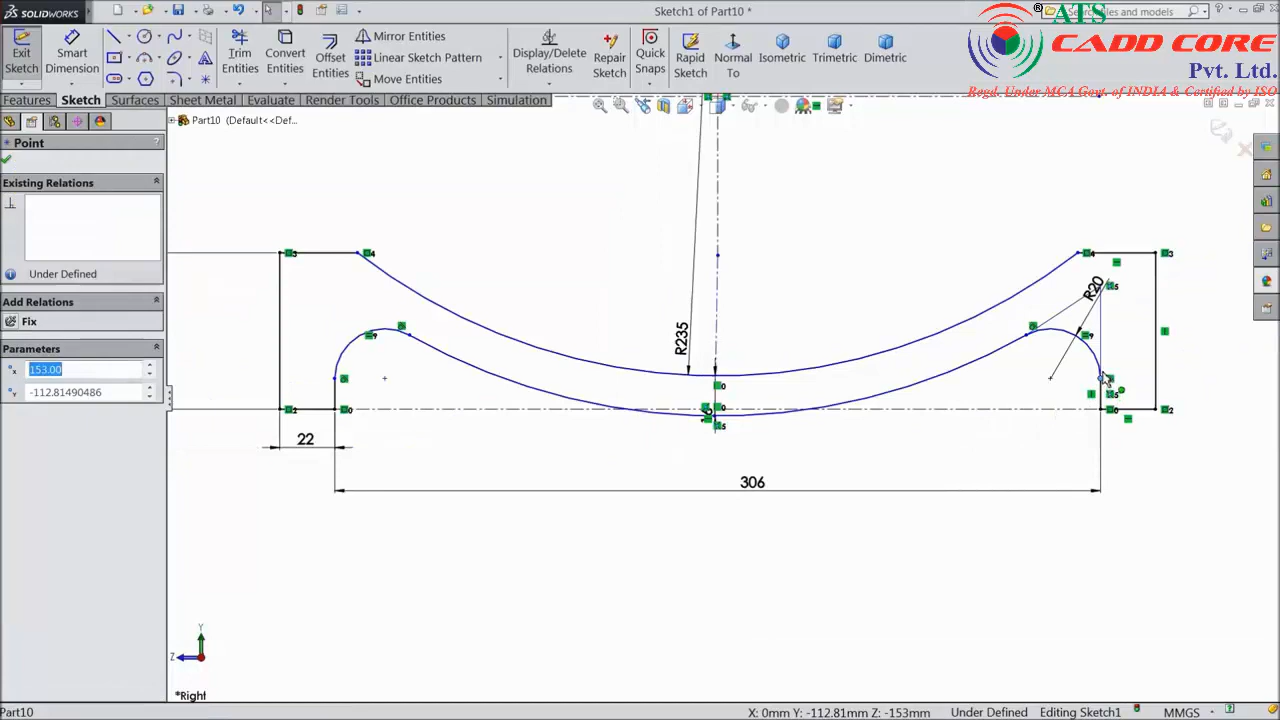 SOLIDWORKS
Sketch1 of Part10 *
files and models
ATS
CADD CORE
Pvt. Ltd.
Regd. Under MCA Govt. of INDIA & Certified by ISO
®
Exit Sketch
Smart Dimension
Trim Entities
Convert Entities
Offset Entities
Mirror Entities
Linear Sketch Pattern
Move Entities
Display/Delete Relations
Repair Sketch
Quick Snaps
Rapid Sketch
Normal To
Isometric
Trimetric
Dimetric
Features
Sketch
Surfaces
Sheet Metal
Evaluate
Render Tools
Office Products
Simulation
Part10 (Default<<Def...
Point
?
Existing Relations
Under Defined
Add Relations
Fix
Parameters
153.00
-112.81490486
R235
R20
22
306
Y
Z
*Right
Part10
X: 0mm Y: -112.81mm Z: -153mm
Under Defined
Editing Sketch1
MMGS